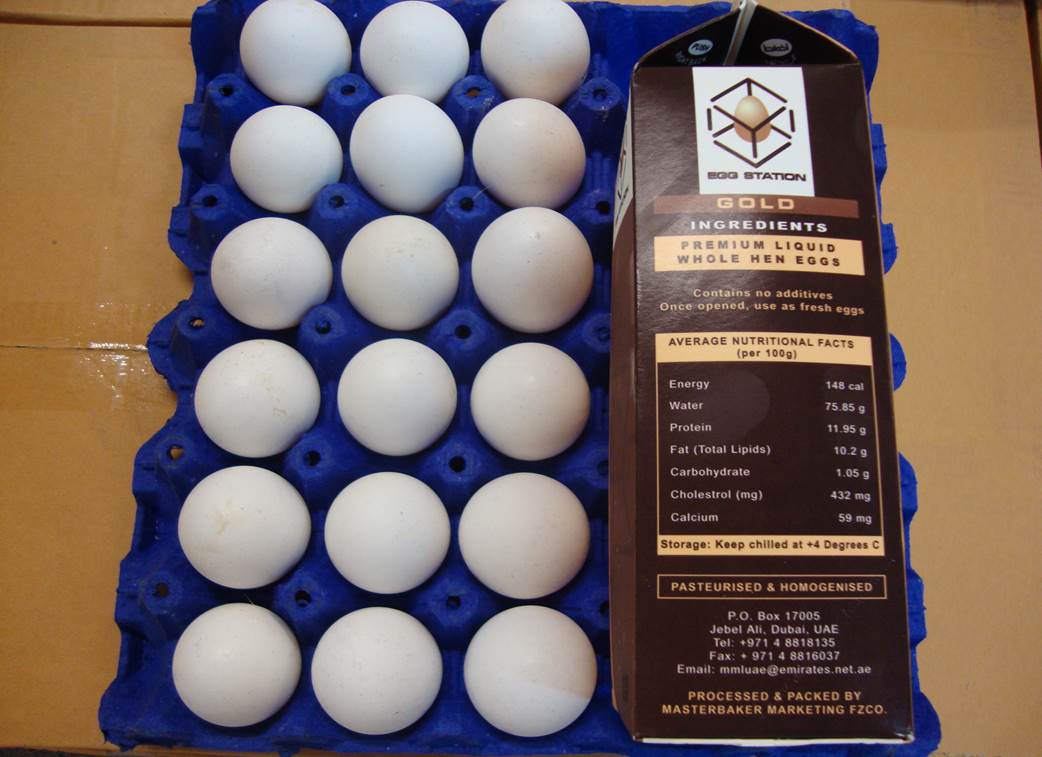 EGG STATION
GOLD
INGREDIENTS
PREMIUM LIQUID
WHOLE HEN EGGS
Contains no additives
Once opened, use as fresh eggs
AVERAGE NUTRITIONAL FACTS
(per 100g)
Energy 148 cal
Water 75.85 g
Protein 11.95 g
Fat (Total Lipids) 10.2 g
Carbohydrate 1.05 g
Cholestrol (mg) 432 mg
Calcium 59 mg
Storage: Keep chilled at +4 Degrees C
PASTEURISED & HOMOGENISED
P.O. Box 17005
Jebel Ali, Dubai, UAE
Tel: +971 4 8818135
Fax: + 971 4 8816037
Email: mmluae@emirates.net.ae
PROCESSED & PACKED BY
MASTERBAKER MARKETING FZCO.